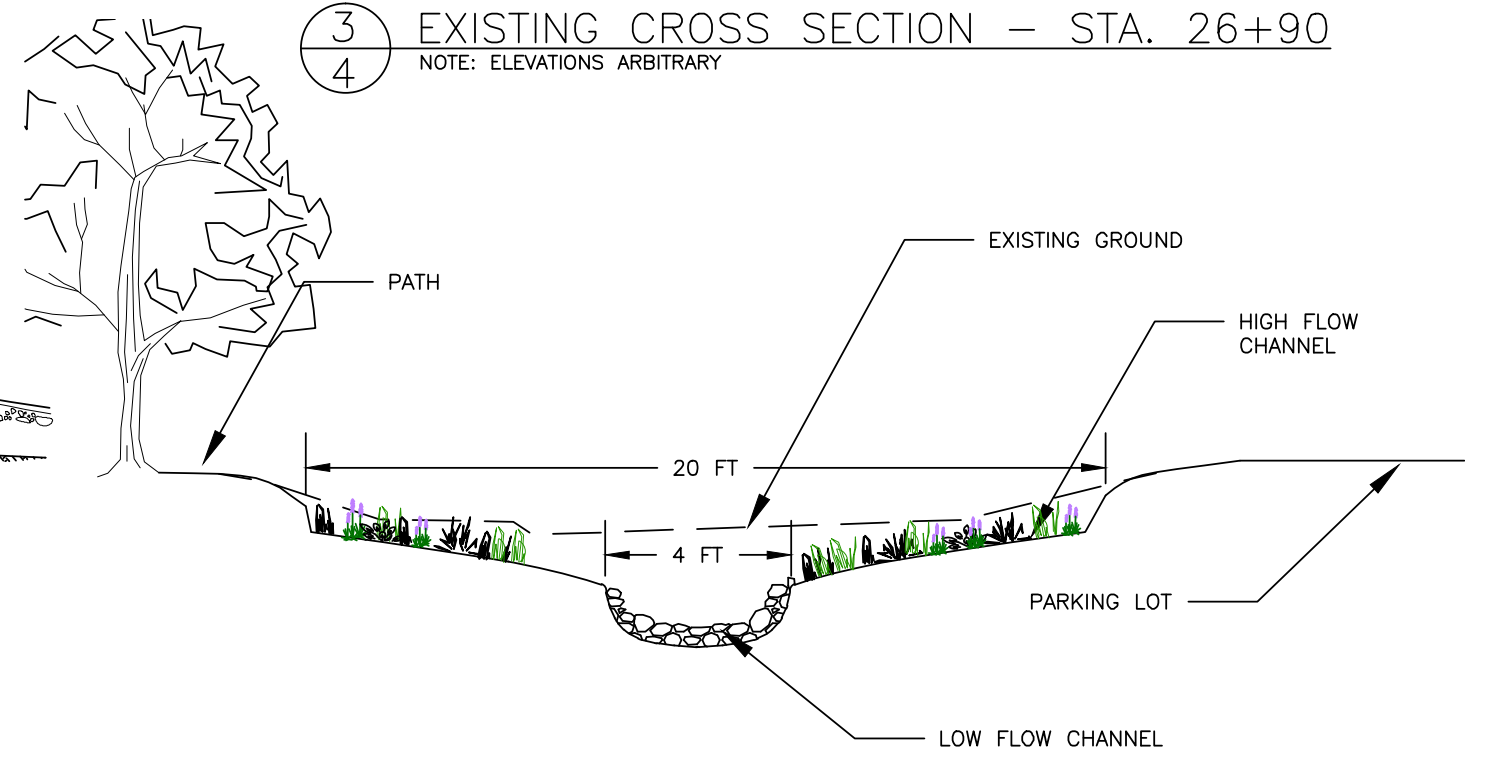 3
4
EXISTING CROSS SECTION - STA. 26+90
NOTE: ELEVATIONS ARBITRARY
EXISTING GROUND
PATH
HIGH FLOW
CHANNEL
20 FT
4 FT
PARKING LOT
LOW FLOW CHANNEL